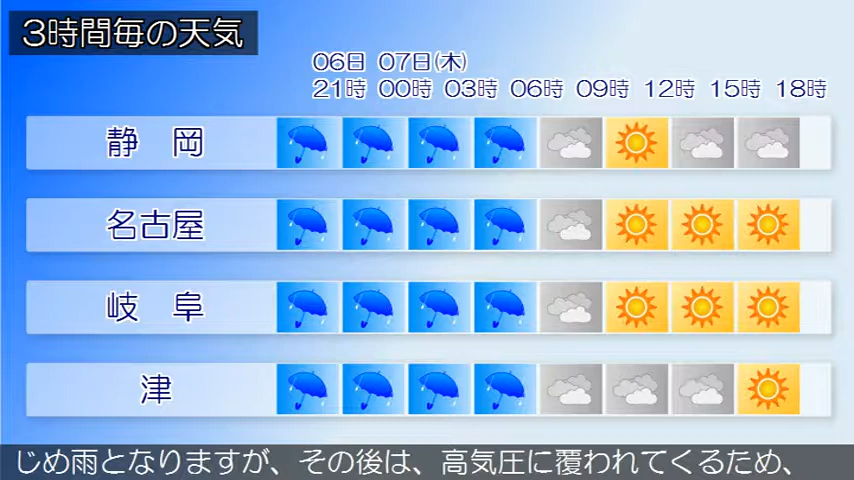 3時間毎の天気
06日 07日(木)
21時 00時 03時 06時 09時 12時 15時 18時
静 岡
名古屋
岐 阜
津
じめ雨となりますが、その後は、高気圧に覆われてくるため、